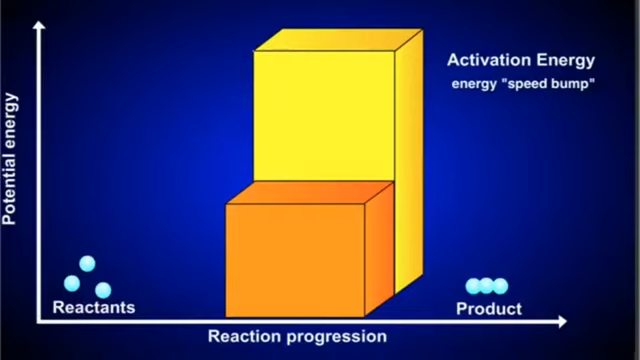 Activation Energy
energy "speed bump"
Potential energy
Reactants
Product
Reaction progression